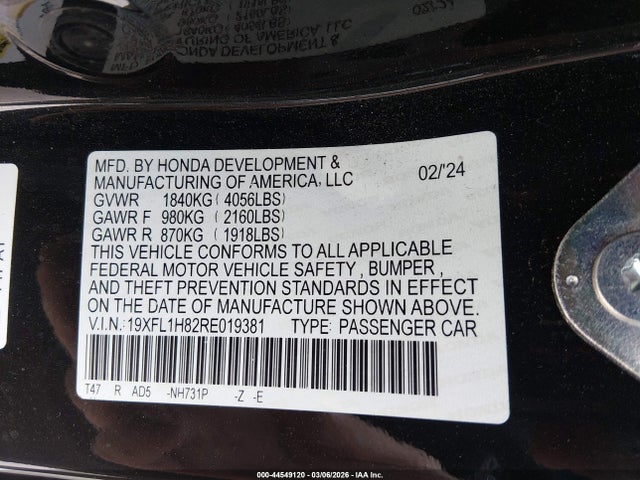 MFD. BY HONDA DEVELOPMENT &
MANUFACTURING OF AMERICA, LLC
02/'24
GVWR 1840KG ( 4056LBS)
GAWR F 980KG ( 2160LBS)
GAWR R 870KG ( 1918LBS)
THIS VEHICLE CONFORMS TO ALL APPLICABLE
FEDERAL MOTOR VEHICLE SAFETY , BUMPER ,
AND THEFT PREVENTION STANDARDS IN EFFECT
ON THE DATE OF MANUFACTURE SHOWN ABOVE.
V.I.N.: 19XFL1H82RE019381 TYPE: PASSENGER CAR
T47 R AD5 -NH731P -Z -E
000-44549120 - 03/06/2026 - IAA Inc.